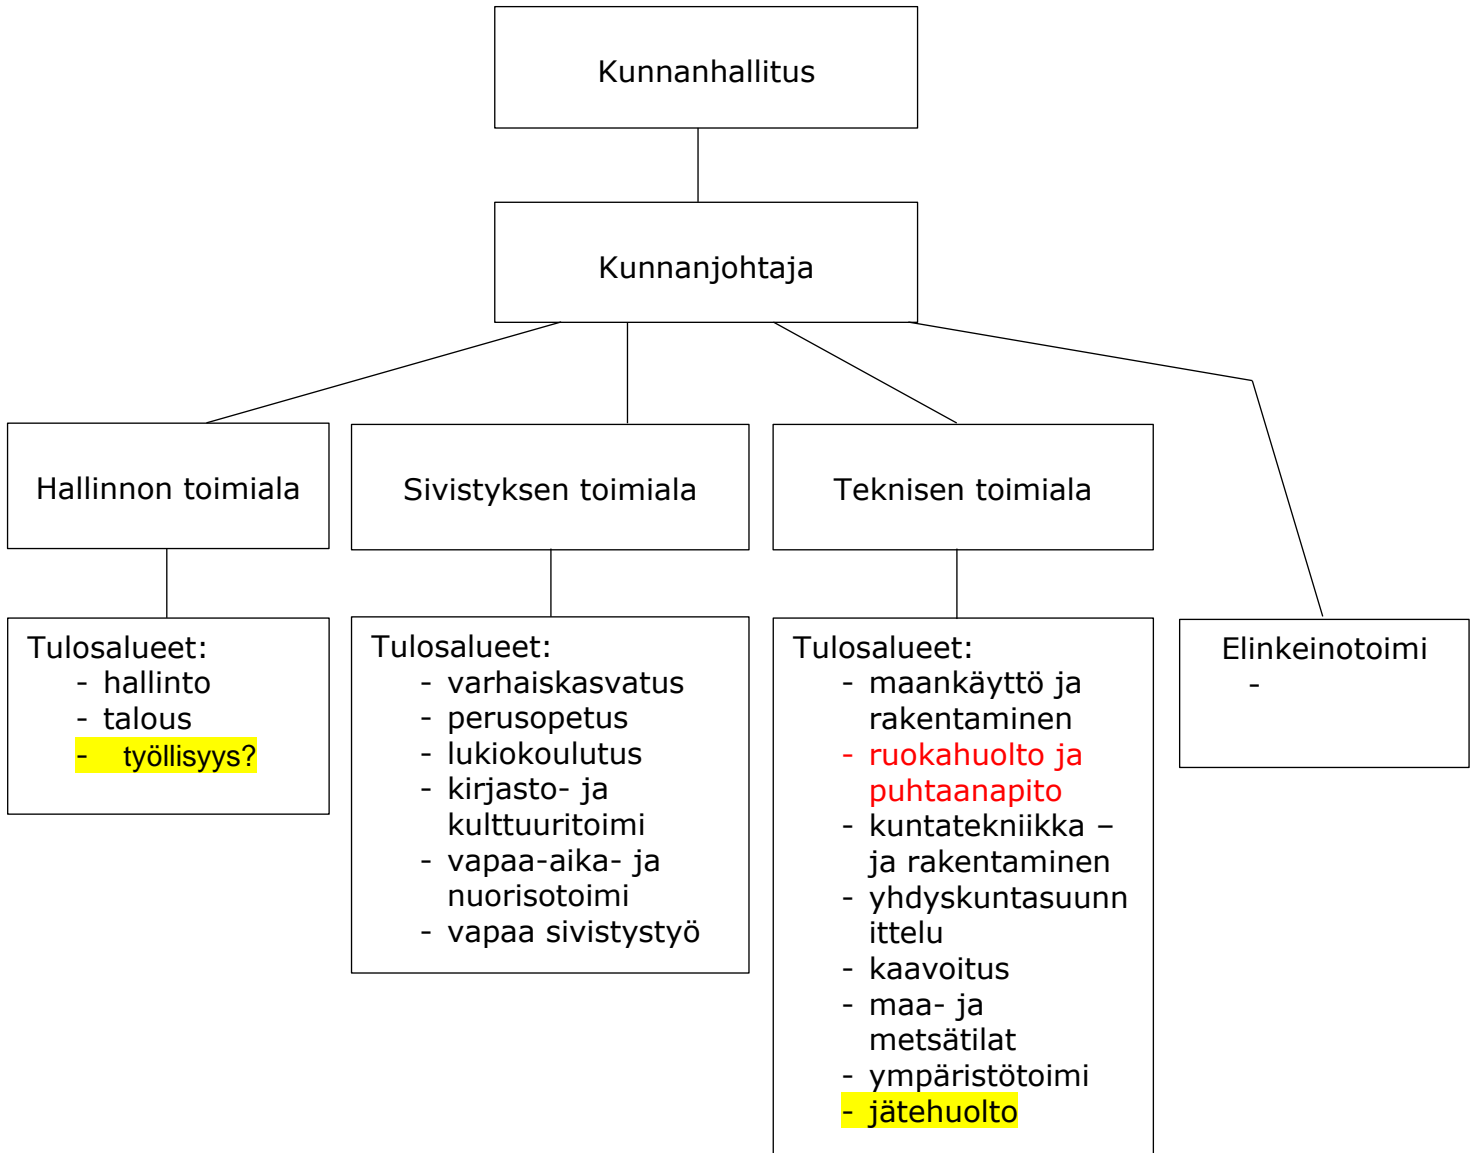 Kunnanhallitus
Kunnanjohtaja
Hallinnon toimiala
Sivistyksen toimiala
Teknisen toimiala
Tulosalueet:
- hallinto
- talous
- työllisyys?
Tulosalueet:
- varhaiskasvatus
- perusopetus
- lukiokoulutus
- kirjasto- ja
kulttuuritoimi
- vapaa-aika- ja
nuorisotoimi
- vapaa sivistystyö
Tulosalueet:
- maankäyttö ja
rakentaminen
- ruokahuolto ja
puhtaanapito
- kuntatekniikka –
ja rakentaminen
- yhdyskuntasuunn
ittelu
- kaavoitus
- maa- ja
metsätilat
- ympäristötoimi
- jätehuolto
Elinkeinotoimi
-